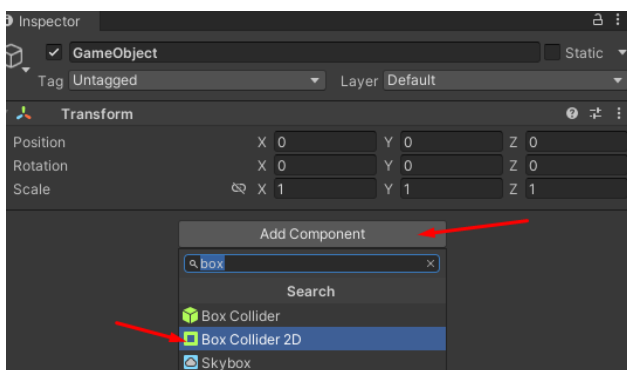 Inspector
GameObject Static
Tag Untagged Layer Default
Transform
Position X 0 Y 0 Z 0
Rotation X 0 Y 0 Z 0
Scale X 1 Y 1 Z 1
Add Component
box
Search
Box Collider
Box Collider 2D
Skybox